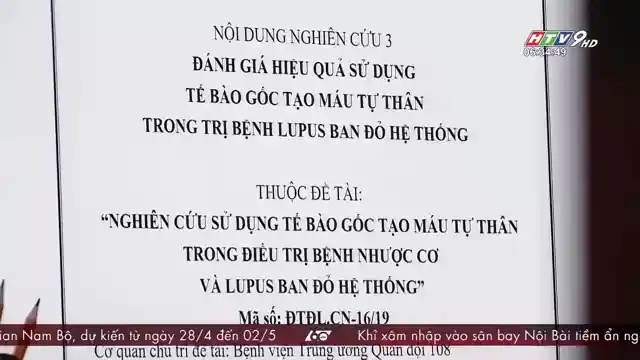 NỘI DUNG NGHIÊN CỨU 3
HTV9HD
06:24:49
ĐÁNH GIÁ HIỆU QUẢ SỬ DỤNG
TẾ BÀO GỐC TẠO MÁU TỰ THÂN
TRONG TRỊ BỆNH LUPUS BAN ĐỎ HỆ THỐNG
THUỘC ĐỀ TÀI:
“NGHIÊN CỨU SỬ DỤNG TẾ BÀO GỐC TẠO MÁU TỰ THÂN
TRONG ĐIỀU TRỊ BỆNH NHƯỢC CƠ
VÀ LUPUS BAN ĐỎ HỆ THỐNG”
Mã số: ĐTĐL.CN-16/19
ian Nam Bộ, dự kiến từ ngày 28/4 đến 02/5
Khỉ xâm nhập vào sân bay Nội Bài tiềm ẩn ng
Cơ quan chủ trì đề tài: Bệnh viện Trung ương Quân đội 108